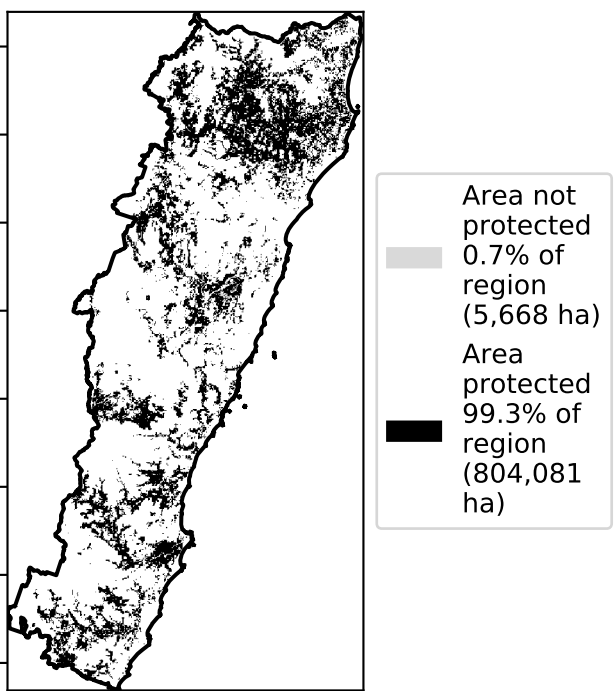 Area not
protected
0.7% of
region
(5,668 ha)
Area
protected
99.3% of
region
(804,081
ha)